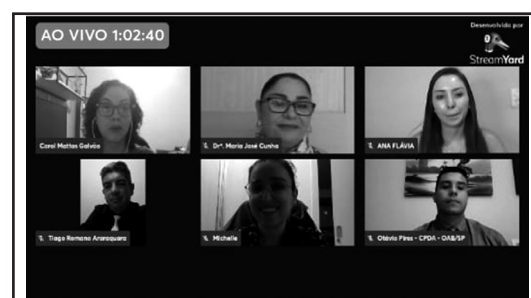 AO VIVO 1:02:40
Desenvolvido por
StreamYard
Carol Mattos Galvão
Drª. Maria José Cunha
ANA FLÁVIA
Tiago Romano Araraquara
Michelle
Otávio Pires - CPDA - OAB/SP